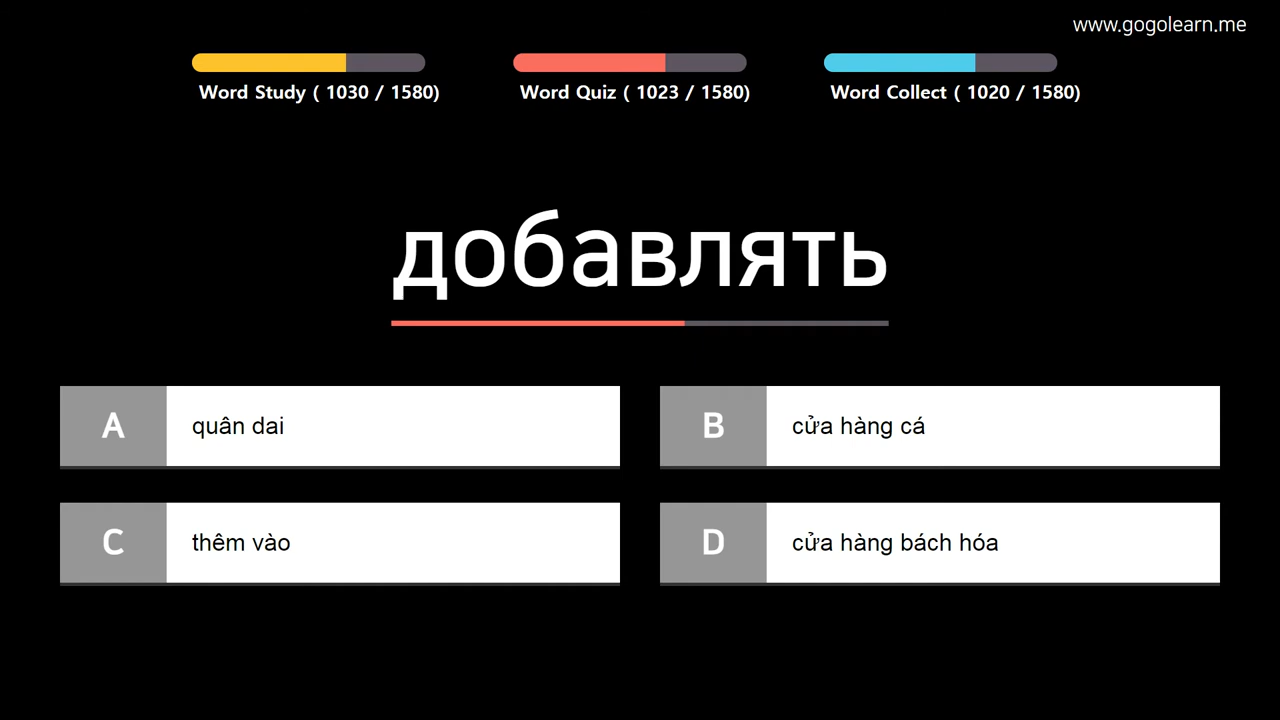 www.gogolearn.me
Word Study ( 1030 / 1580)
Word Quiz ( 1023 / 1580)
Word Collect ( 1020 / 1580)
добавлять
A quân dai
B cửa hàng cá
C thêm vào
D cửa hàng bách hóa